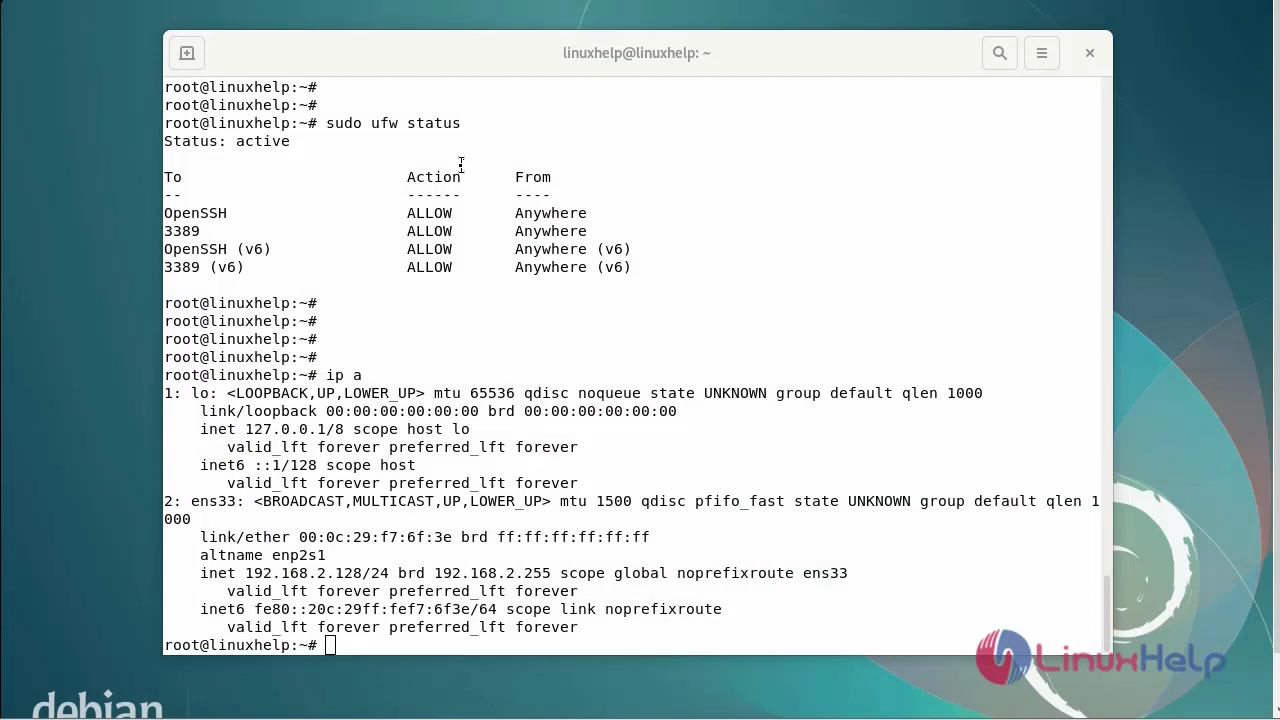 linuxhelp@linuxhelp: ~
root@linuxhelp:~#
root@linuxhelp:~#
root@linuxhelp:~# sudo ufw status
Status: active
To Action From
-- ------ ----
OpenSSH ALLOW Anywhere
3389 ALLOW Anywhere
OpenSSH (v6) ALLOW Anywhere (v6)
3389 (v6) ALLOW Anywhere (v6)
root@linuxhelp:~#
root@linuxhelp:~#
root@linuxhelp:~#
root@linuxhelp:~#
root@linuxhelp:~# ip a
1: lo: <LOOPBACK,UP,LOWER_UP> mtu 65536 qdisc noqueue state UNKNOWN group default qlen 1000
link/loopback 00:00:00:00:00:00 brd 00:00:00:00:00:00
inet 127.0.0.1/8 scope host lo
valid_lft forever preferred_lft forever
inet6 ::1/128 scope host
valid_lft forever preferred_lft forever
2: ens33: <BROADCAST,MULTICAST,UP,LOWER_UP> mtu 1500 qdisc pfifo_fast state UNKNOWN group default qlen 1
000
link/ether 00:0c:29:f7:6f:3e brd ff:ff:ff:ff:ff:ff
altname enp2s1
inet 192.168.2.128/24 brd 192.168.2.255 scope global noprefixroute ens33
valid_lft forever preferred_lft forever
inet6 fe80::20c:29ff:fef7:6f3e/64 scope link noprefixroute
valid_lft forever preferred_lft forever
root@linuxhelp:~#
LinuxHelp
debian